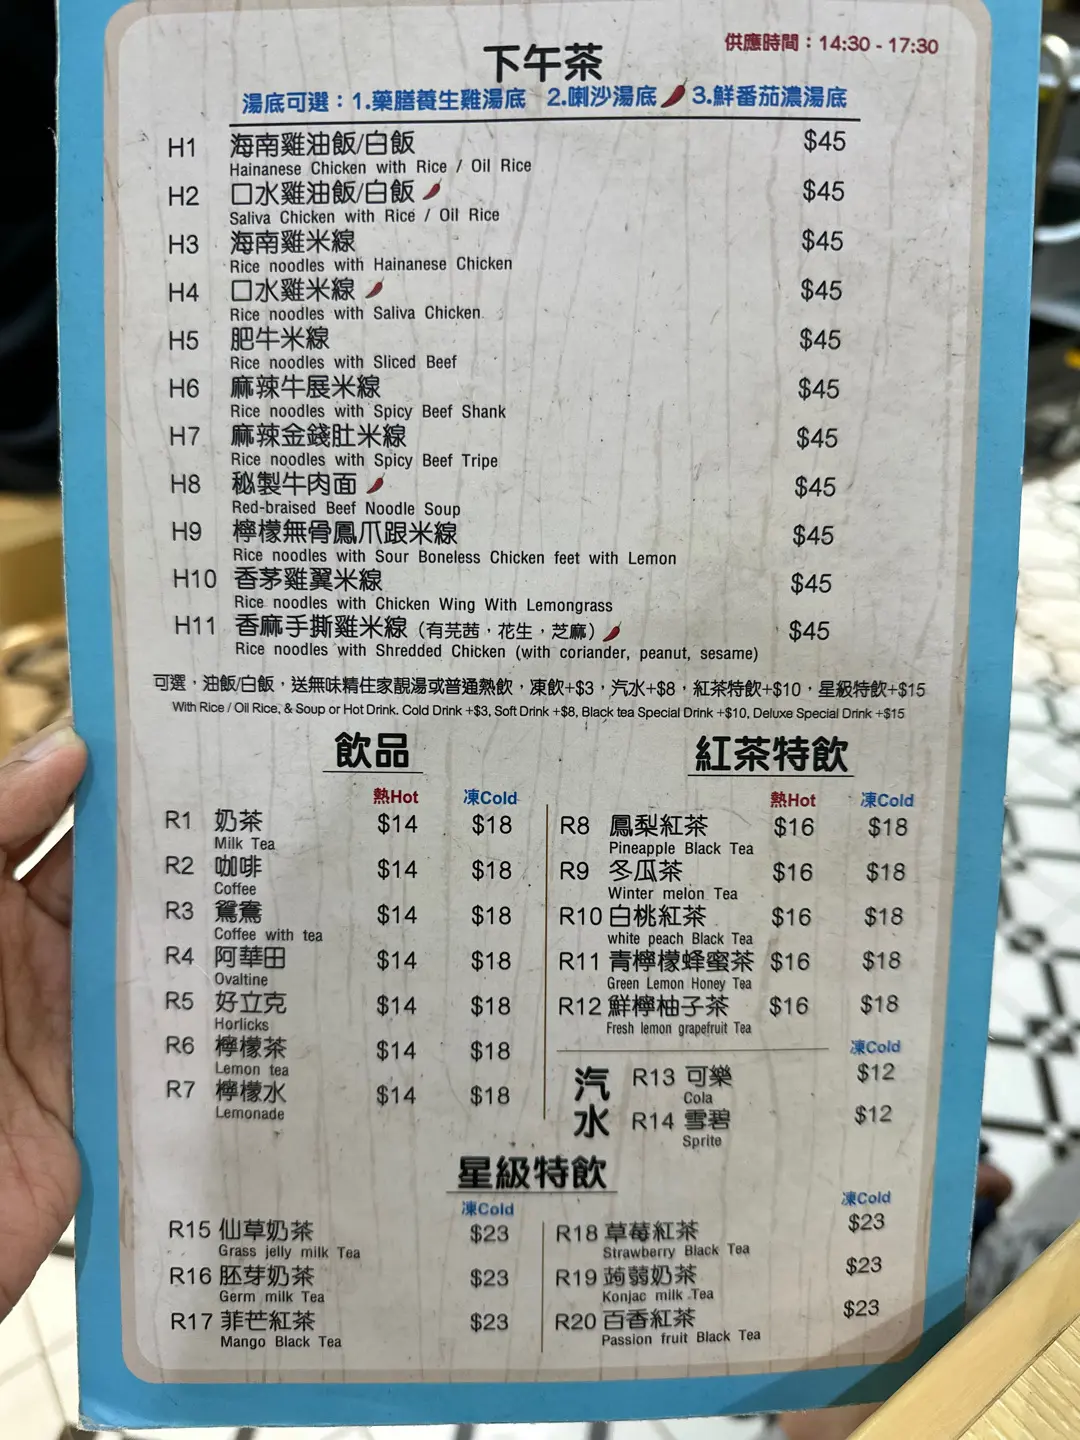 供應時間：14:30 - 17:30
下午茶
湯底可選：1.藥膳養生雞湯底 2.喇沙湯底 3.鮮番茄濃湯底
H1 海南雞油飯/白飯 $45
Hainanese Chicken with Rice / Oil Rice
H2 口水雞油飯/白飯 $45
Saliva Chicken with Rice / Oil Rice
H3 海南雞米線 $45
Rice noodles with Hainanese Chicken
H4 口水雞米線 $45
Rice noodles with Saliva Chicken
H5 肥牛米線 $45
Rice noodles with Sliced Beef
H6 麻辣牛展米線 $45
Rice noodles with Spicy Beef Shank
H7 麻辣金錢肚米線 $45
Rice noodles with Spicy Beef Tripe
H8 秘製牛肉面 $45
Red-braised Beef Noodle Soup
H9 檸檬無骨鳳爪跟米線 $45
Rice noodles with Sour Boneless Chicken feet with Lemon
H10 香茅雞翼米線 $45
Rice noodles with Chicken Wing With Lemongrass
H11 香麻手撕雞米線（有芫茜，花生，芝麻） $45
Rice noodles with Shredded Chicken (with coriander, peanut, sesame)
可選，油飯/白飯，送無味精住家靚湯或普通熱飲，凍飲+$3，汽水+$8，紅茶特飲+$10，星級特飲+$15
With Rice / Oil Rice, & Soup or Hot Drink. Cold Drink +$3, Soft Drink +$8, Black tea Special Drink +$10, Deluxe Special Drink +$15
飲品
熱Hot 凍Cold
R1 奶茶 $14 $18
Milk Tea
R2 咖啡 $14 $18
Coffee
R3 鴛鴦 $14 $18
Coffee with tea
R4 阿華田 $14 $18
Ovaltine
R5 好立克 $14 $18
Horlicks
R6 檸檬茶 $14 $18
Lemon tea
R7 檸檬水 $14 $18
Lemonade
紅茶特飲
熱Hot 凍Cold
R8 鳳梨紅茶 $16 $18
Pineapple Black Tea
R9 冬瓜茶 $16 $18
Winter melon Tea
R10 白桃紅茶 $16 $18
white peach Black Tea
R11 青檸檬蜂蜜茶 $16 $18
Green Lemon Honey Tea
R12 鮮檸柚子茶 $16 $18
Fresh lemon grapefruit Tea
凍Cold
汽水
R13 可樂 $12
Cola
R14 雪碧 $12
Sprite
星級特飲
凍Cold
R15 仙草奶茶 $23
Grass jelly milk Tea
R16 胚芽奶茶 $23
Germ milk Tea
R17 菲芒紅茶 $23
Mango Black Tea
凍Cold
R18 草莓紅茶 $23
Strawberry Black Tea
R19 蒟蒻奶茶 $23
Konjac milk Tea
R20 百香紅茶 $23
Passion fruit Black Tea